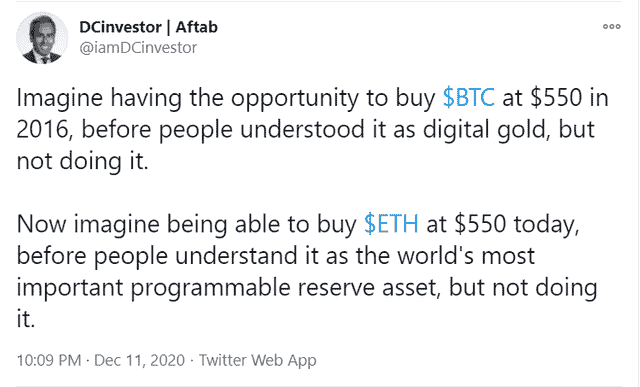 DCinvestor | Aftab
@iamDCinvestor
Imagine having the opportunity to buy $BTC at $550 in
2016, before people understood it as digital gold, but
not doing it.
Now imagine being able to buy $ETH at $550 today,
before people understand it as the world's most
important programmable reserve asset, but not doing
it.
10:09 PM · Dec 11, 2020 · Twitter Web App